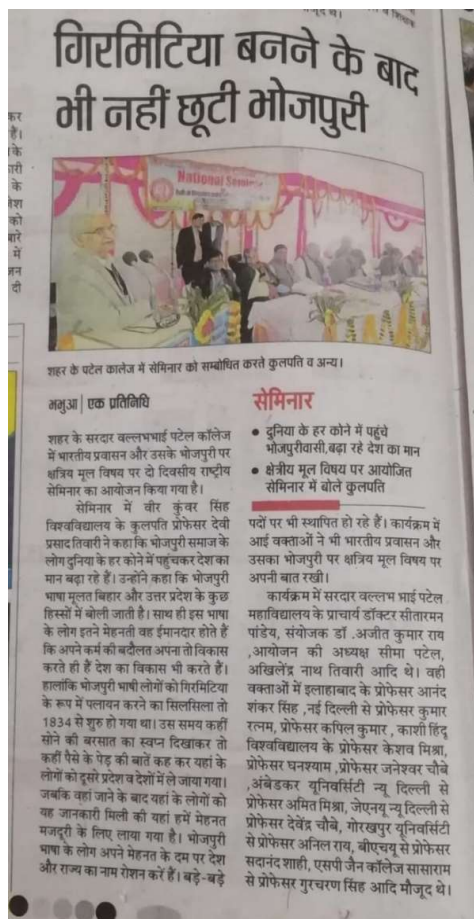 गिरमिटिया बनने के बाद
भी नहीं छूटी भोजपुरी
National Seminar
शहर के पटेल कालेज में सेमिनार को सम्बोधित करते कुलपति व अन्य।
भभुआ | एक प्रतिनिधि
शहर के सरदार वल्लभभाई पटेल कॉलेज
में भारतीय प्रवासन और उसके भोजपुरी पर
क्षत्रिय मूल विषय पर दो दिवसीय राष्ट्रीय
सेमिनार का आयोजन किया गया है।
सेमिनार में वीर कुंवर सिंह
विश्वविद्यालय के कुलपति प्रोफेसर देवी
प्रसाद तिवारी ने कहा कि भोजपुरी समाज के
लोग दुनिया के हर कोने में पहुंचकर देश का
मान बढ़ा रहे हैं। उन्होंने कहा कि भोजपुरी
भाषा मूलत बिहार और उत्तर प्रदेश के कुछ
हिस्सों में बोली जाती है। साथ ही इस भाषा
के लोग इतने मेहनती वह ईमानदार होते हैं
कि अपने कर्म की बदौलत अपना तो विकास
करते ही हैं देश का विकास भी करते हैं।
हालांकि भोजपुरी भाषी लोगों को गिरमिटिया
के रूप में पलायन करने का सिलसिला तो
1834 से शुरु हो गया था। उस समय कहीं
सोने की बरसात का स्वप्न दिखाकर तो
कहीं पैसे के पेड़ की बातें कह कर यहां के
लोगों को दूसरे प्रदेश व देशों में ले जाया गया।
जबकि वहां जाने के बाद यहां के लोगों को
यह जानकारी मिली की यहां हमें मेहनत
मजदूरी के लिए लाया गया है। भोजपुरी
भाषा के लोग अपने मेहनत के दम पर देश
और राज्य का नाम रोशन करें हैं। बड़े-बड़े
सेमिनार
● दुनिया के हर कोने में पहुंचे
भोजपुरीवासी,बढ़ा रहे देश का मान
● क्षेत्रीय मूल विषय पर आयोजित
सेमिनार में बोले कुलपति
पदों पर भी स्थापित हो रहे हैं। कार्यक्रम में
आई वक्ताओं ने भी भारतीय प्रवासन और
उसका भोजपुरी पर क्षत्रिय मूल विषय पर
अपनी बात रखी।
कार्यक्रम में सरदार वल्लभ भाई पटेल
महाविद्यालय के प्राचार्य डॉक्टर सीतारमन
पांडेय, संयोजक डॉ .अजीत कुमार राय
,आयोजन की अध्यक्ष सीमा पटेल,
अखिलेंद्र नाथ तिवारी आदि थे। वही
वक्ताओं में इलाहाबाद के प्रोफेसर आनंद
शंकर सिंह ,नई दिल्ली से प्रोफेसर कुमार
रत्नम, प्रोफेसर कपिल कुमार , काशी हिंदू
विश्वविद्यालय के प्रोफेसर केशव मिश्रा,
प्रोफेसर घनश्याम ,प्रोफेसर जनेश्वर चौबे
,अंबेडकर यूनिवर्सिटी न्यू दिल्ली से
प्रोफेसर अमित मिश्रा, जेएनयू न्यू दिल्ली से
प्रोफेसर देवेंद्र चौबे, गोरखपुर यूनिवर्सिटी
से प्रोफेसर अनिल राय, बीएचयू से प्रोफेसर
सदानंद शाही, एसपी जैन कॉलेज सासाराम
से प्रोफेसर गुरचरण सिंह आदि मौजूद थे।